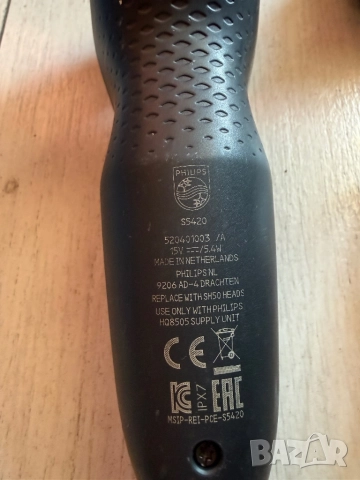 PHILIPS
S5420
520401003 /A
15V ⎓/5.4W
MADE IN NETHERLANDS
PHILIPS NL
9206 AD-4 DRACHTEN
REPLACE WITH SH50 HEADS
USE ONLY WITH PHILIPS
HQ8505 SUPPLY UNIT
CE
IPX7
EAC
MSIP-REI-PCE-S5420
BAZAR.bg